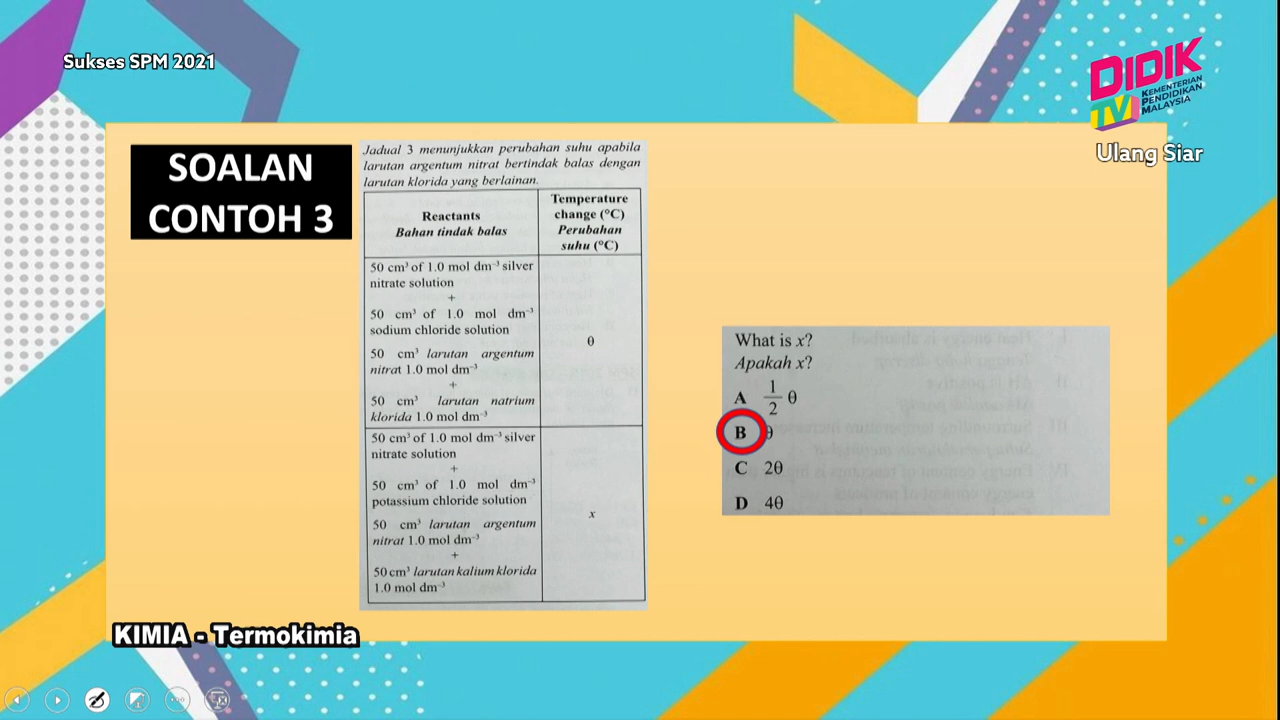 Sukses SPM 2021
DIDIK
TV
KEMENTERIAN
PENDIDIKAN
MALAYSIA
Ulang Siar
SOALAN
CONTOH 3
Jadual 3 menunjukkan perubahan suhu apabila
larutan argentum nitrat bertindak balas dengan
larutan klorida yang berlainan.
Reactants
Bahan tindak balas
Temperature
change (°C)
Perubahan
suhu (°C)
50 cm³ of 1.0 mol dm⁻³ silver
nitrate solution
+
50 cm³ of 1.0 mol dm⁻³
sodium chloride solution
50 cm³ larutan argentum
nitrat 1.0 mol dm⁻³
+
50 cm³ larutan natrium
klorida 1.0 mol dm⁻³
θ
50 cm³ of 1.0 mol dm⁻³ silver
nitrate solution
+
50 cm³ of 1.0 mol dm⁻³
potassium chloride solution
50 cm³ larutan argentum
nitrat 1.0 mol dm⁻³
+
50 cm³ larutan kalium klorida
1.0 mol dm⁻³
x
What is x?
Apakah x?
A 1/2 θ
B θ
C 2θ
D 4θ
KIMIA - Termokimia